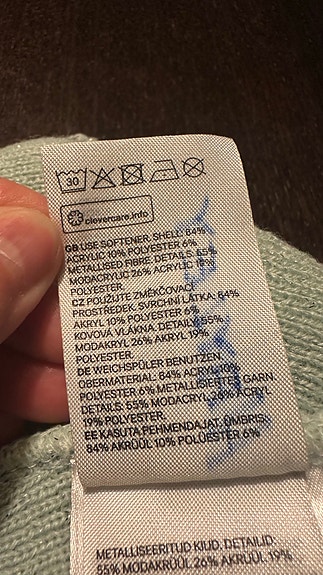 30
clevercare.info
GB USE SOFTENER. SHELL: 84%
ACRYLIC 10% POLYESTER 6%
METALLISED FIBRE. DETAILS: 55%
MODACRYLIC 26% ACRYLIC 19%
POLYESTER.
CZ POUŽIJTE ZMĚKČOVACÍ
PROSTŘEDEK. SVRCHNÍ LÁTKA: 84%
AKRYL 10% POLYESTER 6%
KOVOVÁ VLÁKNA. DETAILY: 55%
MODAKRYL 26% AKRYL 19%
POLYESTER.
DE WEICHSPÜLER BENUTZEN.
OBERMATERIAL: 84% ACRYL 10%
POLYESTER 6% METALLISIERTES GARN.
DETAILS: 55% MODACRYL 26% ACRYL
19% POLYESTER.
EE KASUTA PEHMENDAJAT. ÜMBRIS:
84% AKRÜÜL 10% POLÜESTER 6%
METALLISEERITUD KIUD. DETAILID:
55% MODAKRÜÜL 26% AKRÜÜL 19%